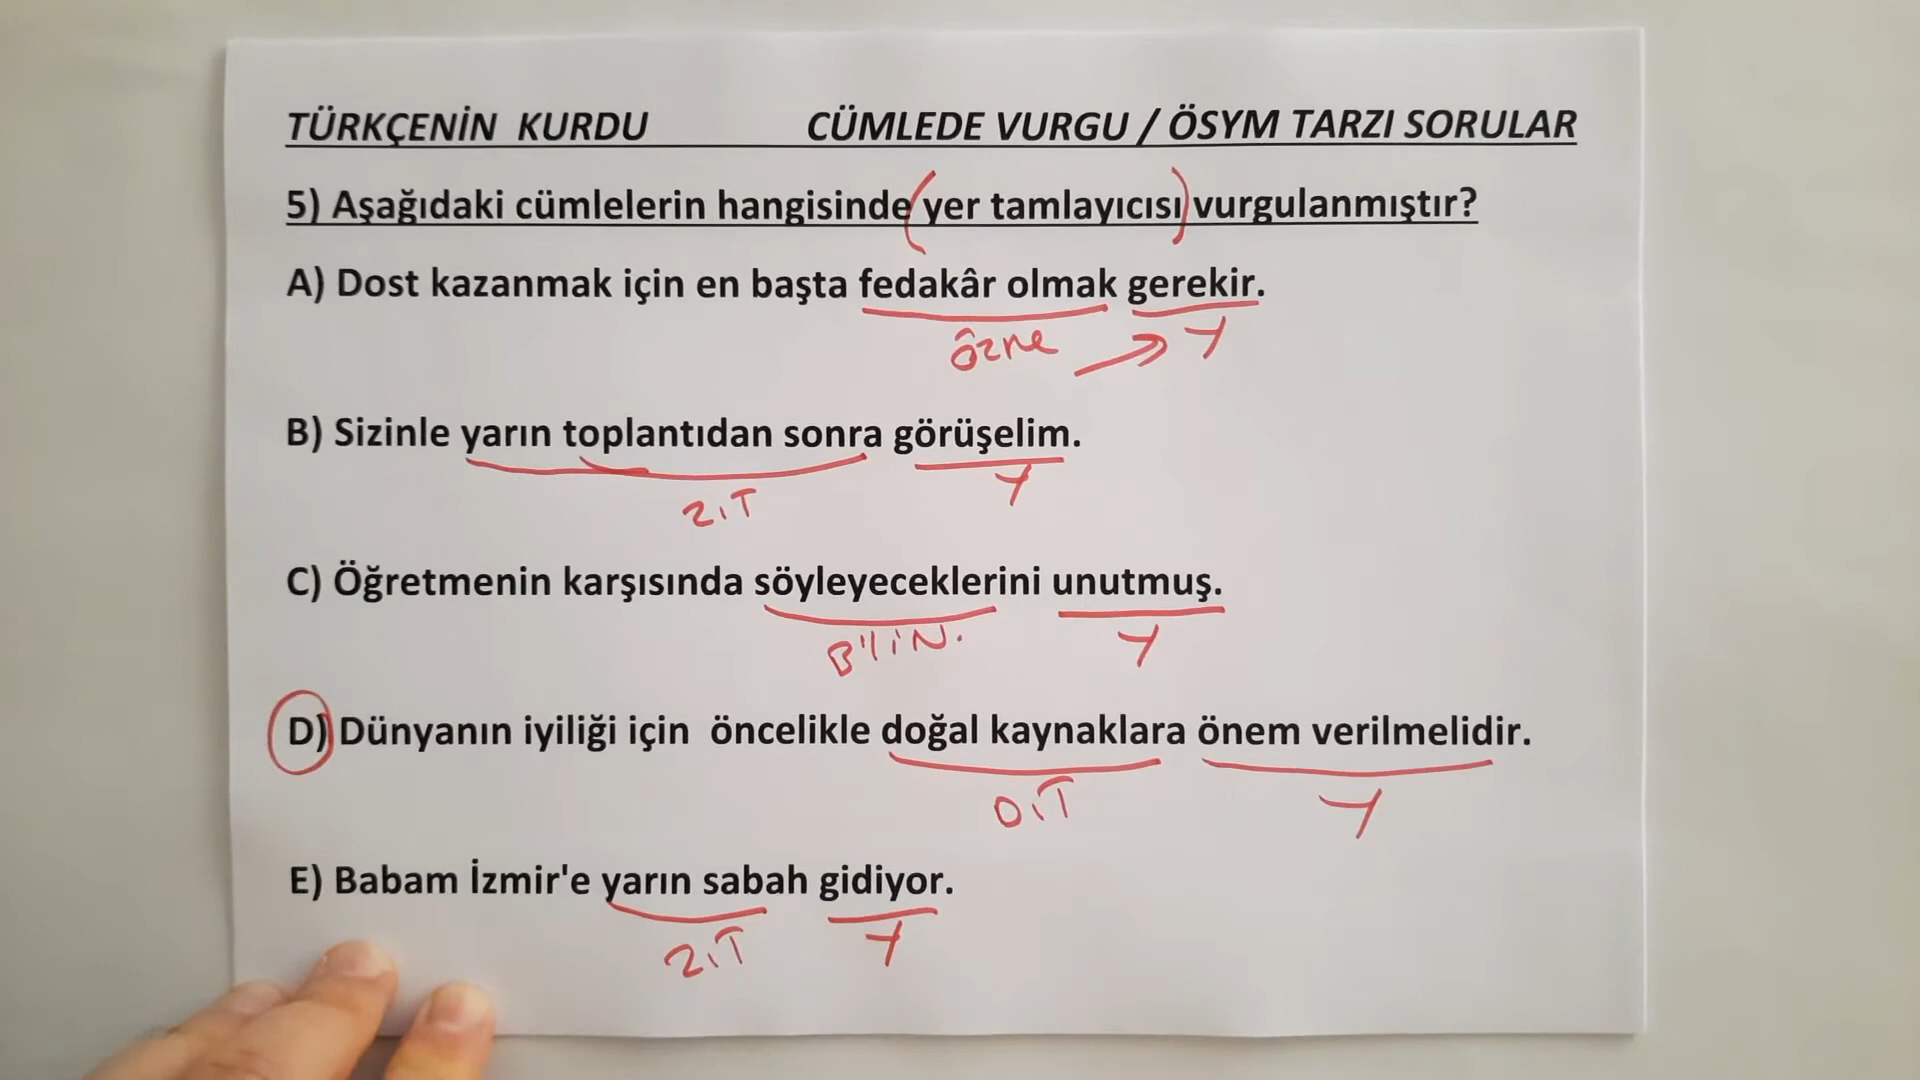 TÜRKÇENİN KURDU CÜMLEDE VURGU / ÖSYM TARZI SORULAR
5) Aşağıdaki cümlelerin hangisinde (yer tamlayıcısı) vurgulanmıştır?
A) Dost kazanmak için en başta fedakâr olmak gerekir.
özne Y
B) Sizinle yarın toplantıdan sonra görüşelim.
Z.T Y
C) Öğretmenin karşısında söyleyeceklerini unutmuş.
B'liN. Y
D) Dünyanın iyiliği için öncelikle doğal kaynaklara önem verilmelidir.
D.T Y
E) Babam İzmir'e yarın sabah gidiyor.
Z.T Y